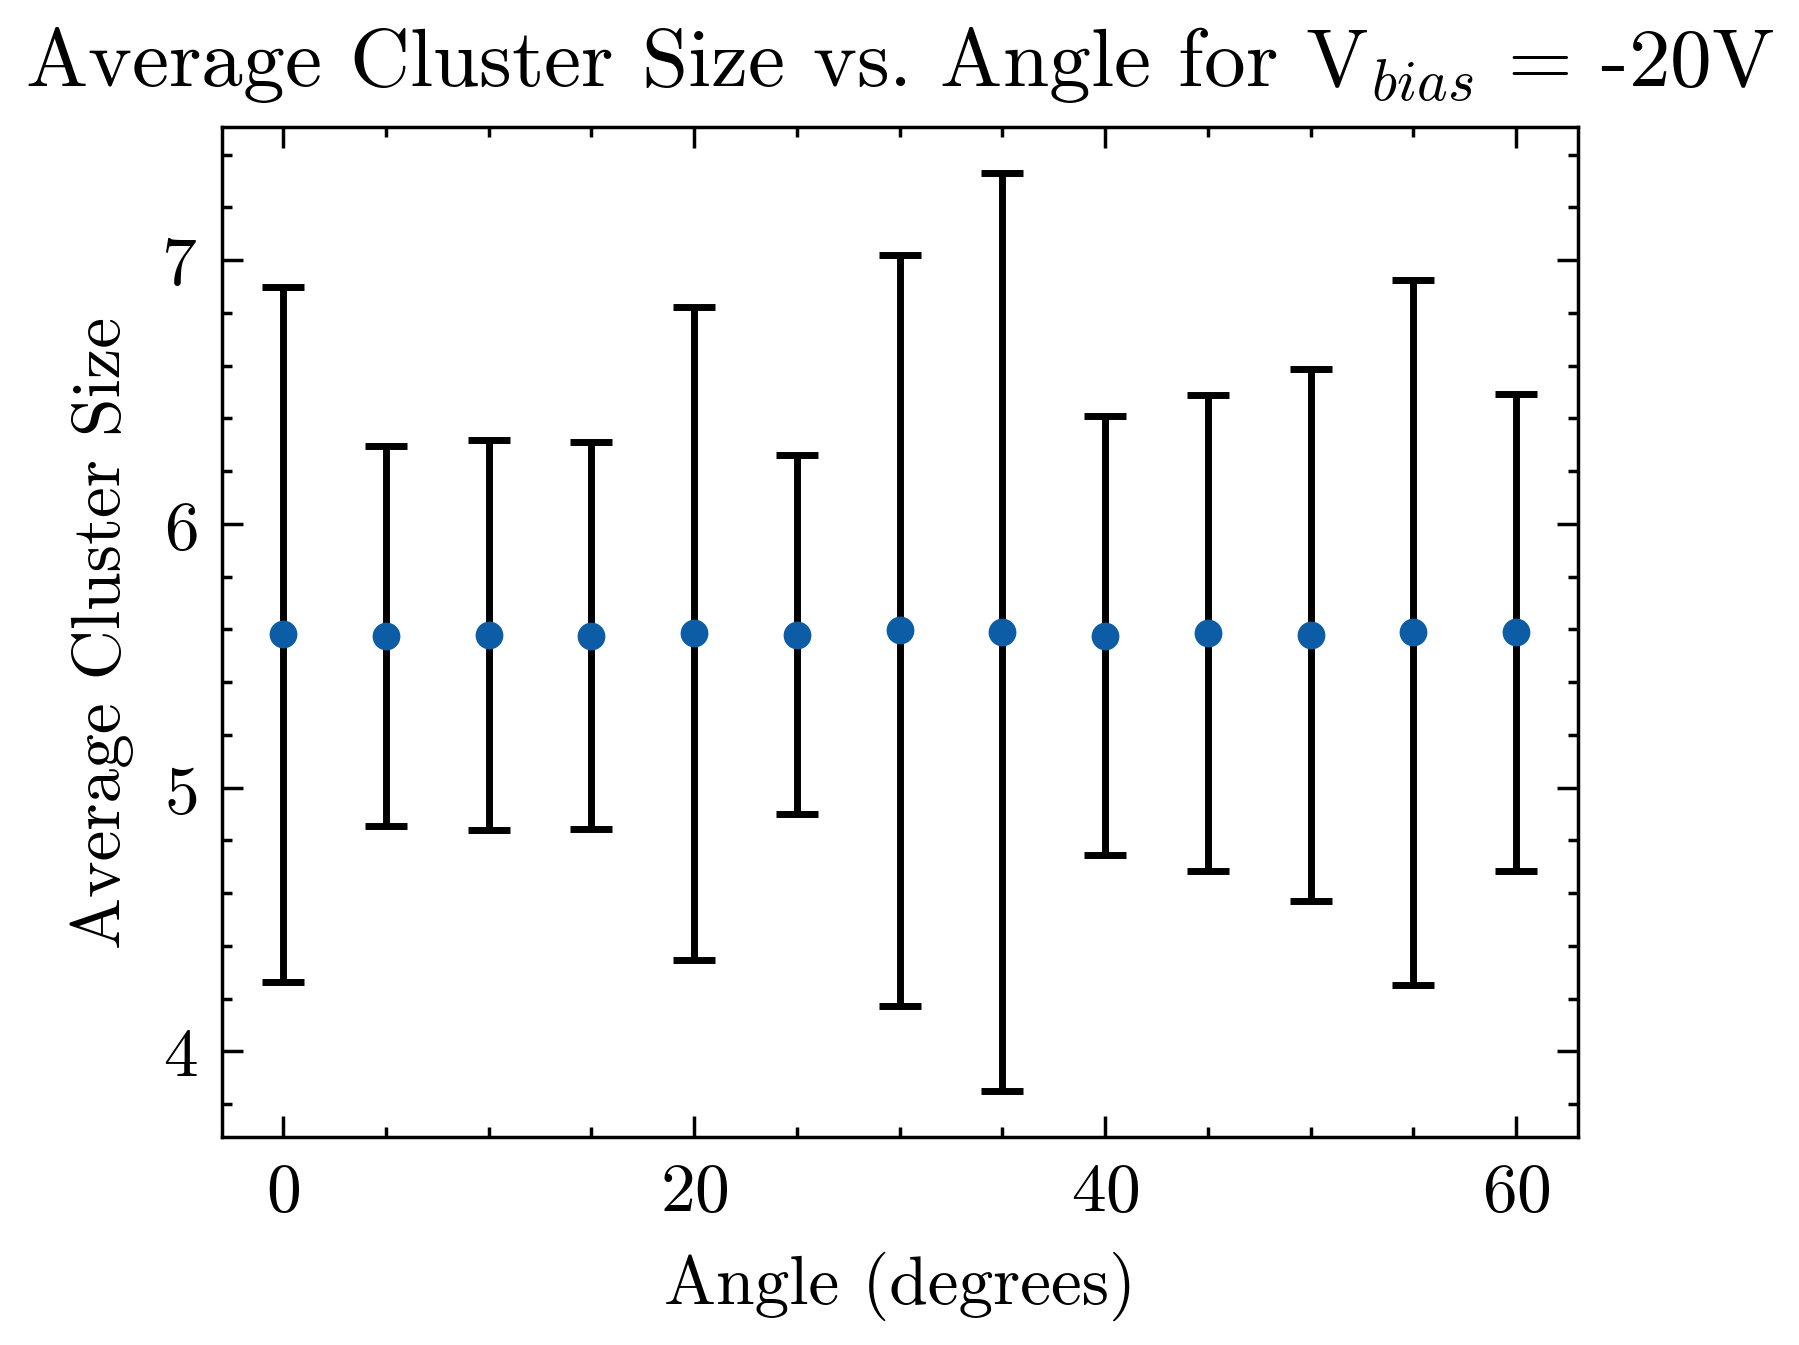 Average Cluster Size vs. Angle for V_bias = -20V
7
6
5
4
Average Cluster Size
0 20 40 60
Angle (degrees)